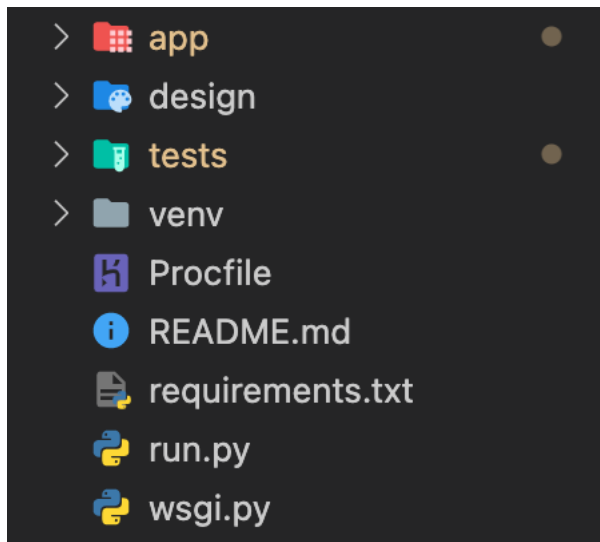 app
design
tests
venv
Procfile
README.md
requirements.txt
run.py
wsgi.py